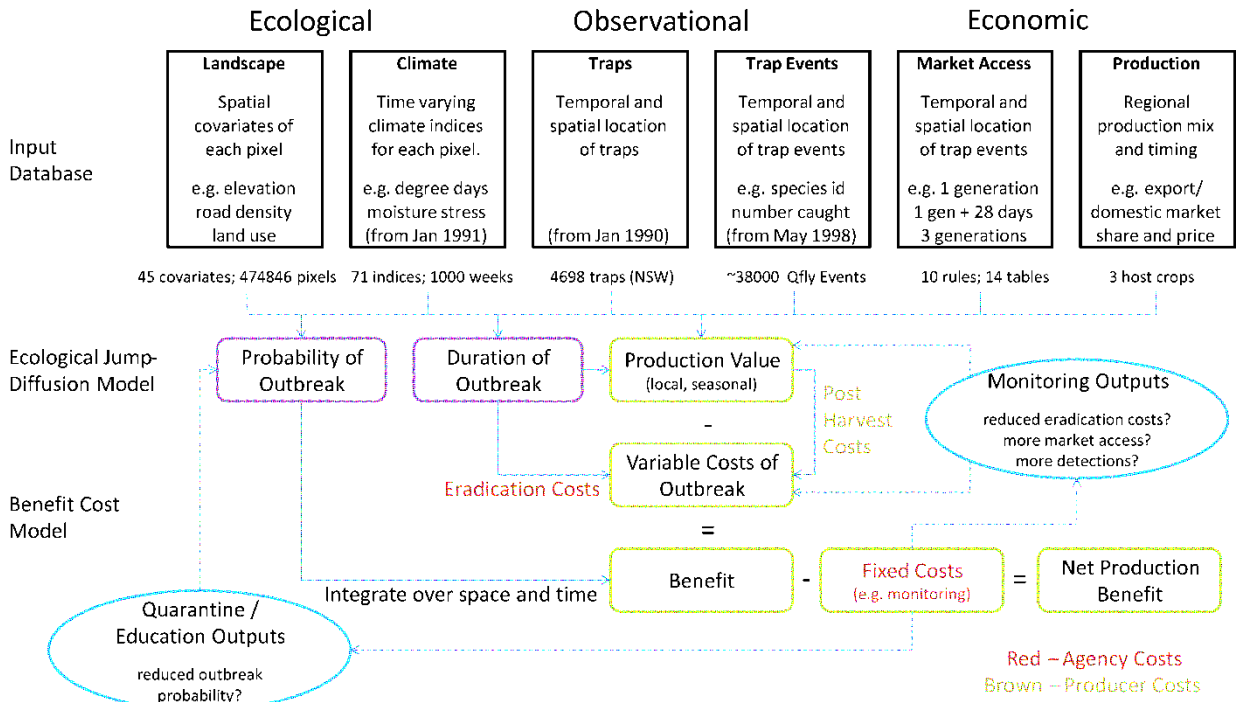 Ecological
Observational
Economic
Input
Database
Landscape
Spatial
covariates of
each pixel
e.g. elevation
road density
land use
Climate
Time varying
climate indices
for each pixel.
e.g. degree days
moisture stress
(from Jan 1991)
Traps
Temporal and
spatial location
of traps
(from Jan 1990)
Trap Events
Temporal and
spatial location
of trap events
e.g. species id
number caught
(from May 1998)
Market Access
Temporal and
spatial location
of trap events
e.g. 1 generation
1 gen + 28 days
3 generations
Production
Regional
production mix
and timing
e.g. export/
domestic market
share and price
45 covariates; 474846 pixels
71 indices; 1000 weeks
4698 traps (NSW)
~38000 Qfly Events
10 rules; 14 tables
3 host crops
Ecological Jump-
Diffusion Model
Probability of
Outbreak
Duration of
Outbreak
Production Value
(local, seasonal)
Post
Harvest
Costs
Monitoring Outputs
reduced eradication costs?
more market access?
more detections?
-
Eradication Costs
Variable Costs of
Outbreak
Benefit Cost
Model
=
Integrate over space and time
Benefit
-
Fixed Costs
(e.g. monitoring)
=
Net Production
Benefit
Quarantine /
Education Outputs
reduced outbreak
probability?
Red – Agency Costs
Brown – Producer Costs